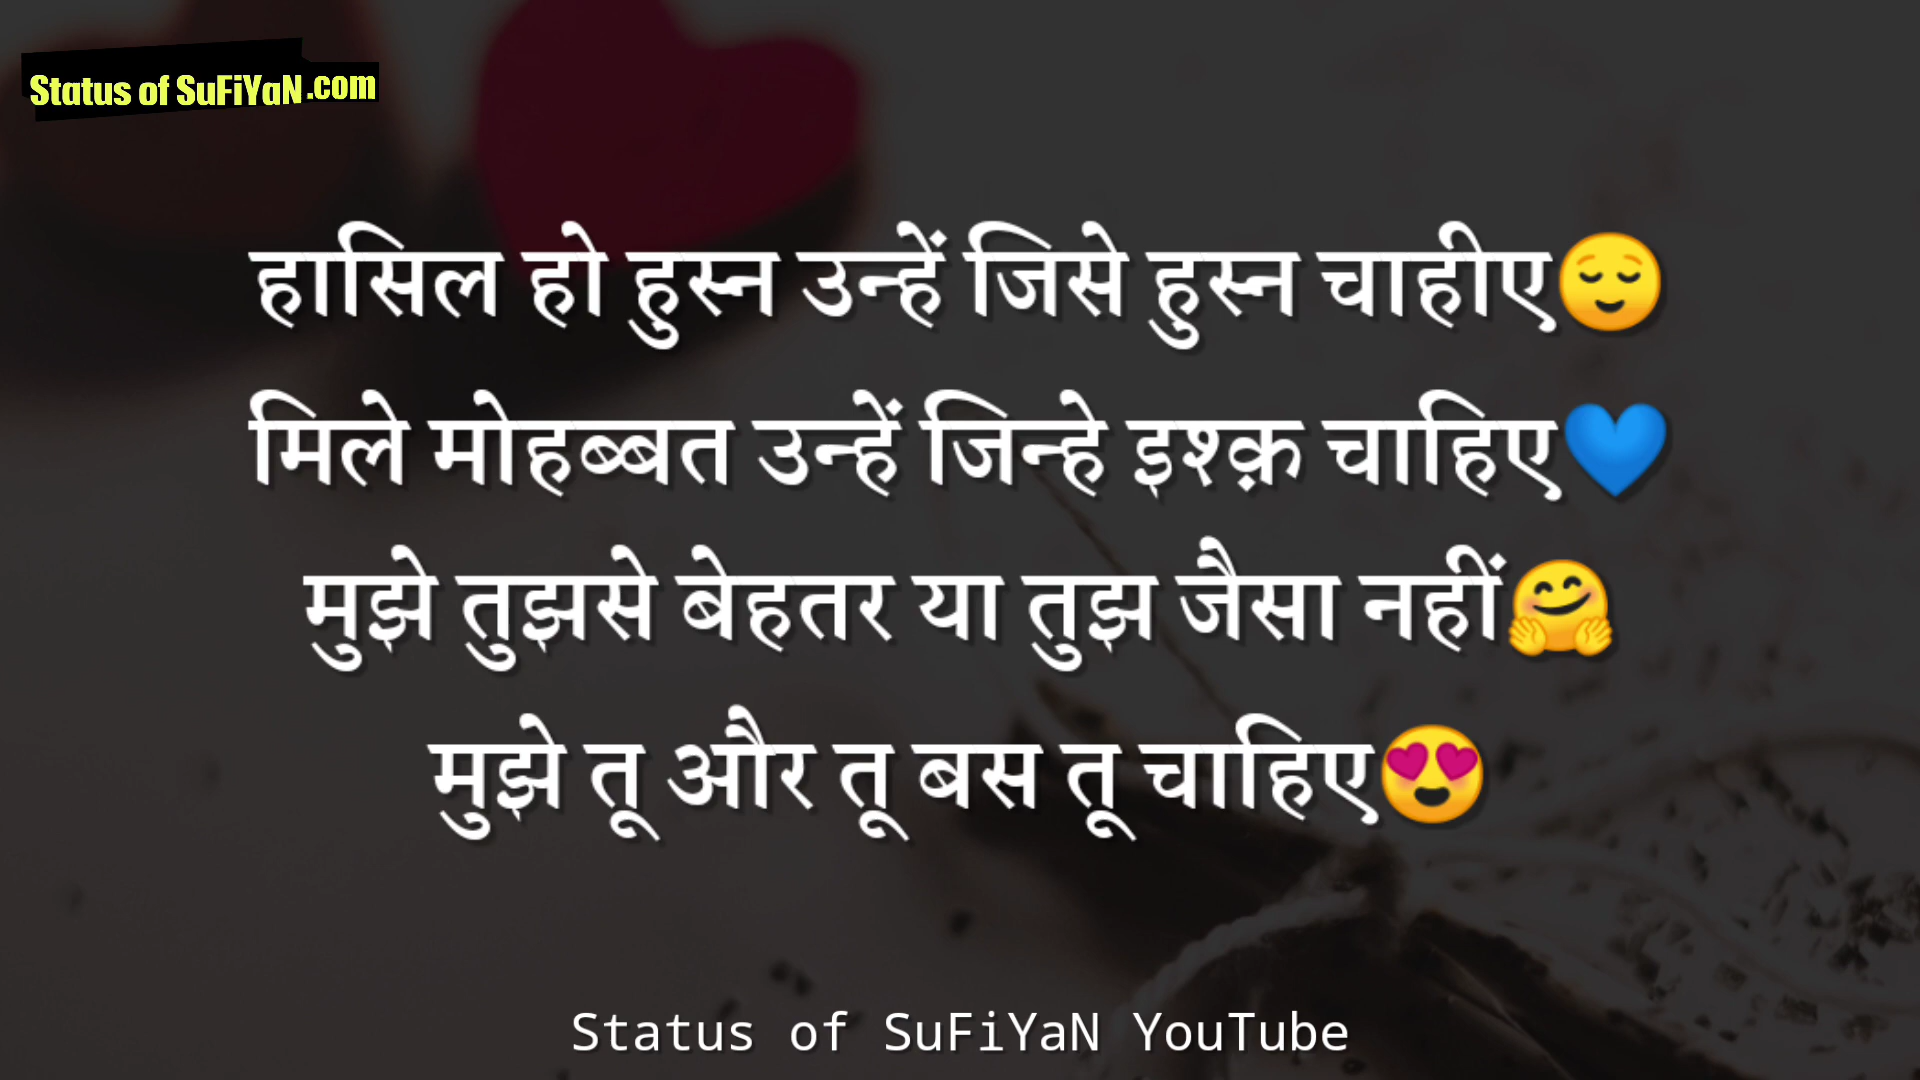 Status of SuFiYaN.com
हासिल हो हुस्न उन्हें जिसे हुस्न चाहीए😌
मिले मोहब्बत उन्हें जिन्हे इश्क़ चाहिए💙
मुझे तुझसे बेहतर या तुझ जैसा नहीं🤗
मुझे तू और तू बस तू चाहिए😍
Status of SuFiYaN YouTube